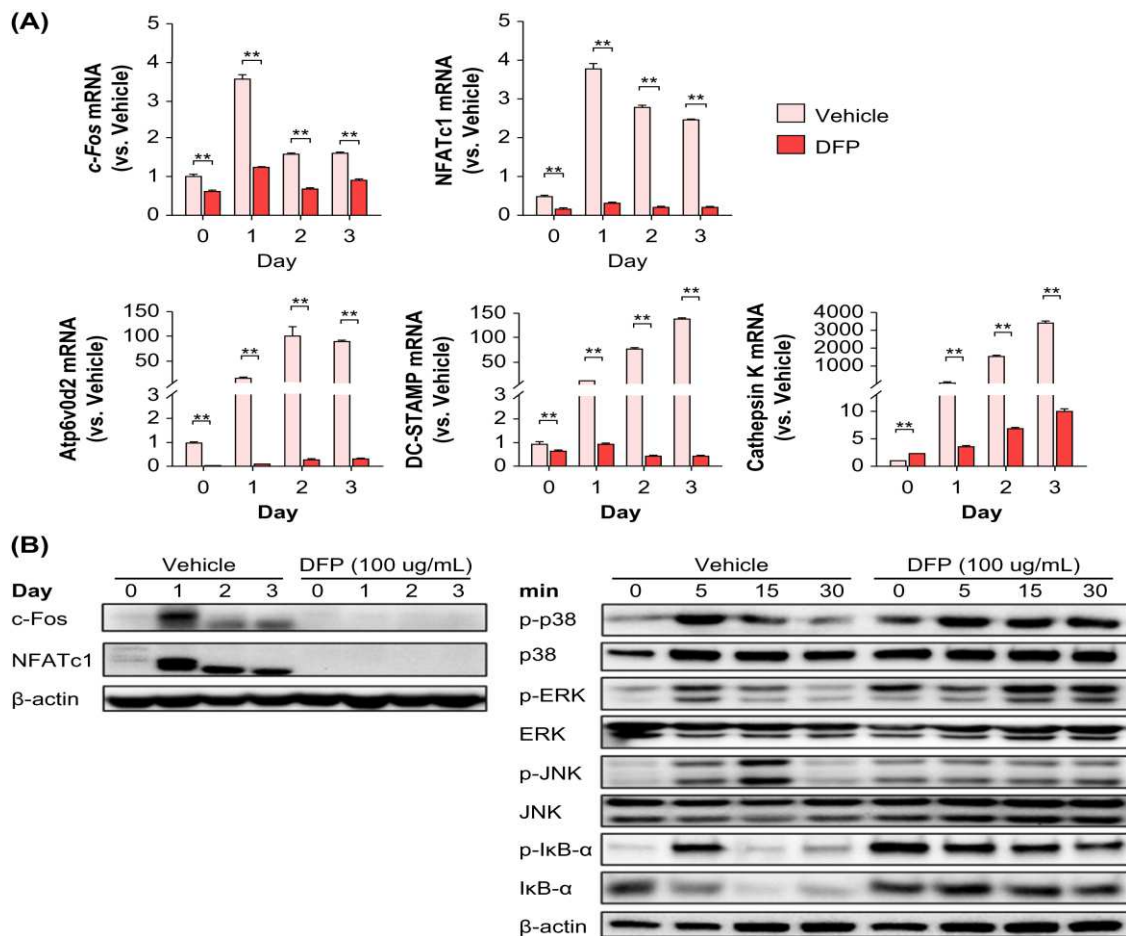 (A)
c-Fos mRNA
(vs. Vehicle)
5
4
3
2
1
0
** ** ** **
0 1 2 3
Day
NFATc1 mRNA
(vs. Vehicle)
5
4
3
2
1
0
** ** ** **
0 1 2 3
Day
Vehicle
DFP
Atp6v0d2 mRNA
(vs. Vehicle)
150
100
50
3
2
1
0
** ** ** **
0 1 2 3
Day
DC-STAMP mRNA
(vs. Vehicle)
150
100
50
3
2
1
0
** ** ** **
0 1 2 3
Day
Cathepsin K mRNA
(vs. Vehicle)
4000
3000
2000
1000
10
5
0
** ** ** **
0 1 2 3
Day
(B)
Vehicle DFP (100 ug/mL)
Day 0 1 2 3 0 1 2 3
c-Fos
NFATc1
β-actin
Vehicle DFP (100 ug/mL)
min 0 5 15 30 0 5 15 30
p-p38
p38
p-ERK
ERK
p-JNK
JNK
p-IκB-α
IκB-α
β-actin